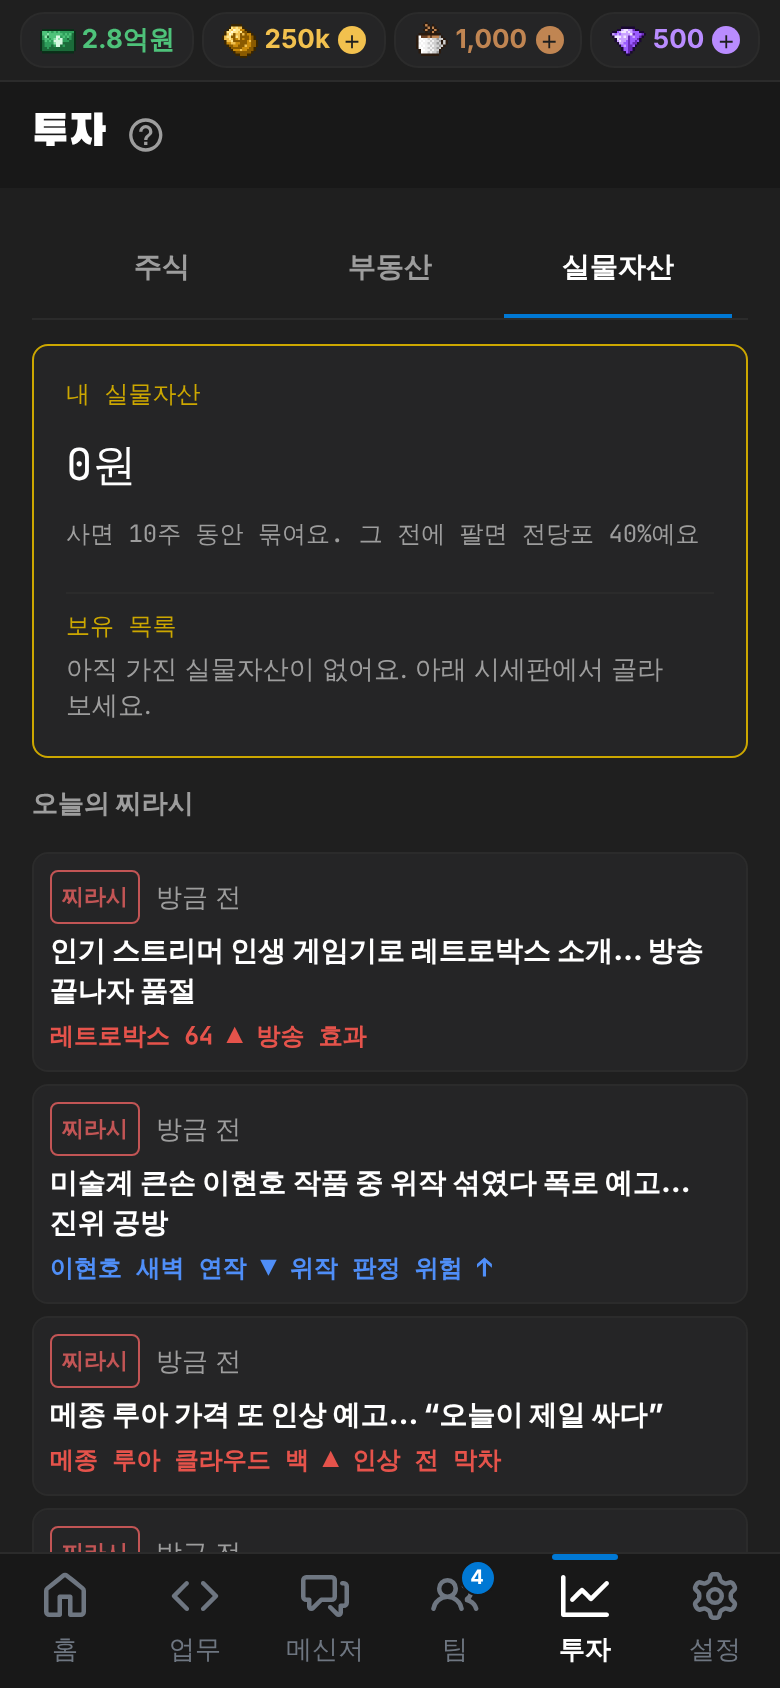 2.8억원 250k 1,000 500
투자
주식 부동산 실물자산
내 실물자산
0원
사면 10주 동안 묶여요. 그 전에 팔면 전당포 40%예요
보유 목록
아직 가진 실물자산이 없어요. 아래 시세판에서 골라
보세요.
오늘의 찌라시
찌라시 방금 전
인기 스트리머 인생 게임기로 레트로박스 소개… 방송
끝나자 품절
레트로박스 64 ▲ 방송 효과
찌라시 방금 전
미술계 큰손 이현호 작품 중 위작 섞였다 폭로 예고…
진위 공방
이현호 새벽 연작 ▼ 위작 판정 위험 ↑
찌라시 방금 전
메종 루아 가격 또 인상 예고… “오늘이 제일 싸다”
메종 루아 클라우드 백 ▲ 인상 전 막차
찌라시 방금 전
4
홈 업무 메신저 팀 투자 설정